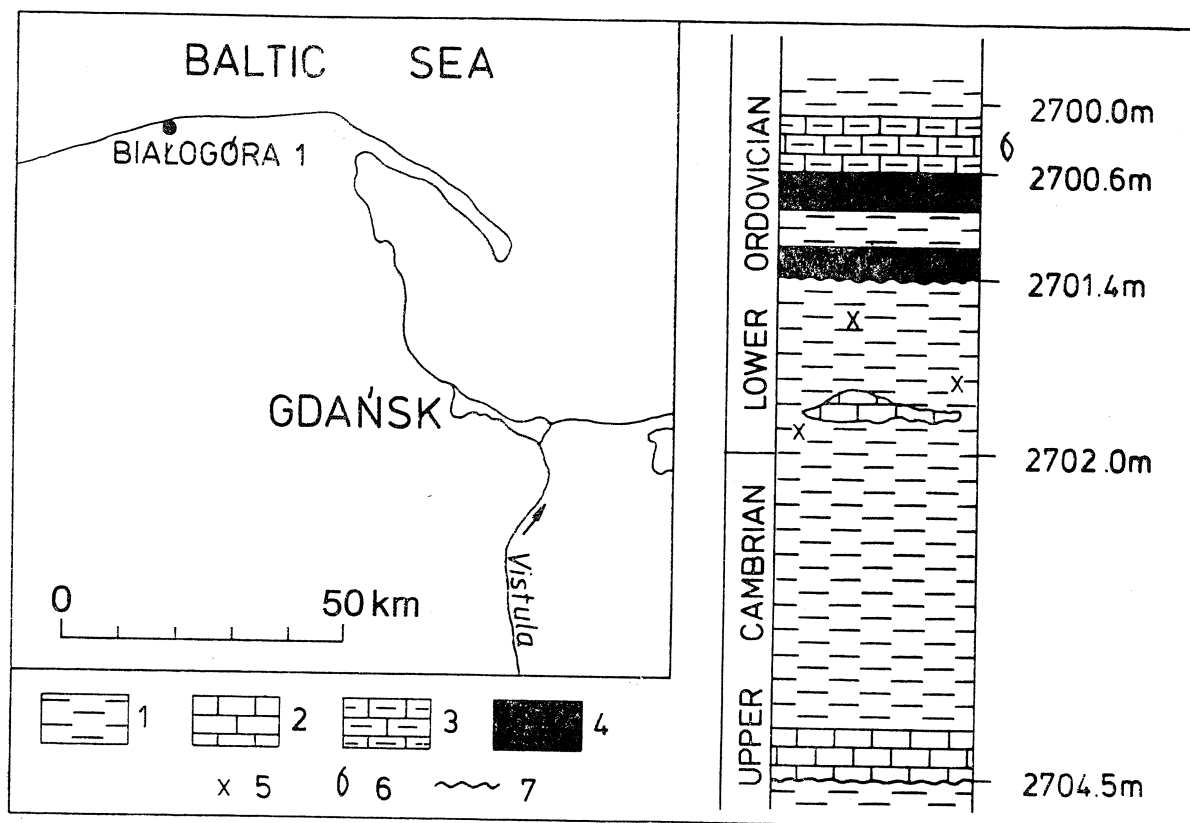 BALTIC SEA
BIAŁOGÓRA 1
GDAŃSK
Vistula
0 50 km
1 2 3 4
x 5 6 7
LOWER ORDOVICIAN
UPPER CAMBRIAN
2700.0m
2700.6m
2701.4m
x
x
x
2702.0m
2704.5m